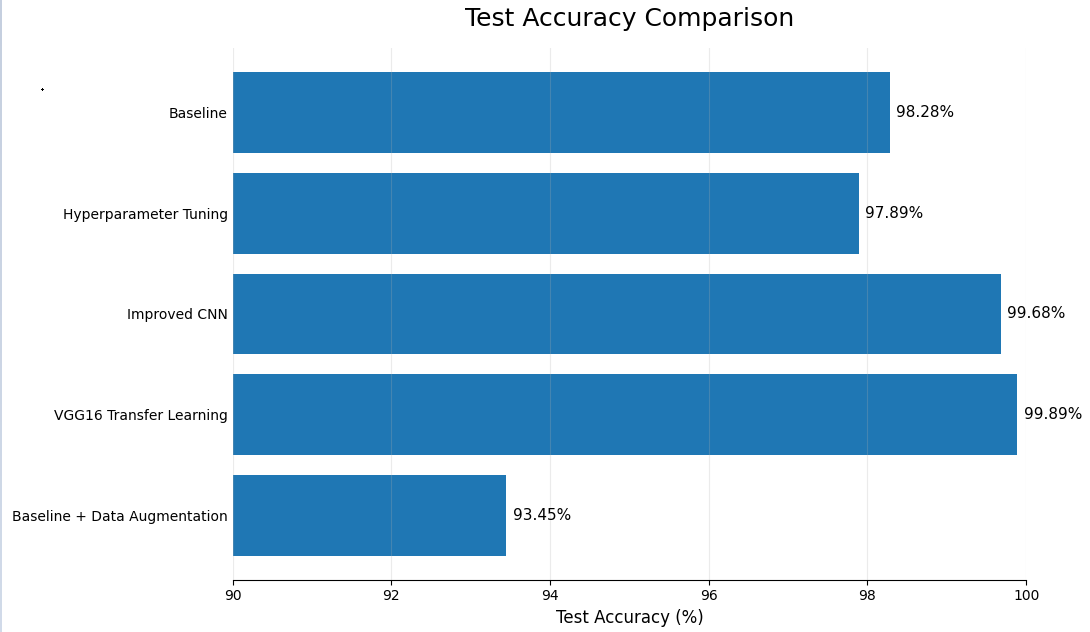 Test Accuracy Comparison
Baseline
98.28%
Hyperparameter Tuning
97.89%
Improved CNN
99.68%
VGG16 Transfer Learning
99.89%
Baseline + Data Augmentation
93.45%
90 92 94 96 98 100
Test Accuracy (%)